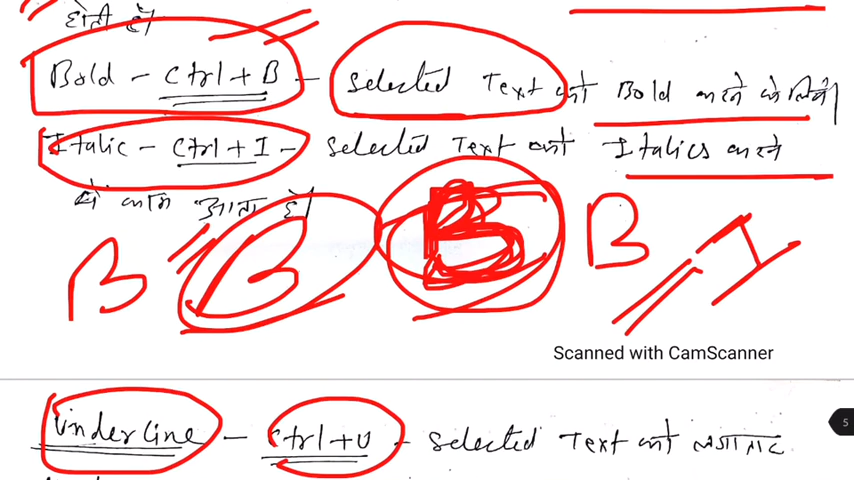 होती है।
Bold - Ctrl + B - Selected Text को Bold करने के लिये।
Italic - Ctrl + I - Selected Text को Italics करने
के काम आता है।
B B B B I
Scanned with CamScanner
Underline - Ctrl + U - Selected Text को
5